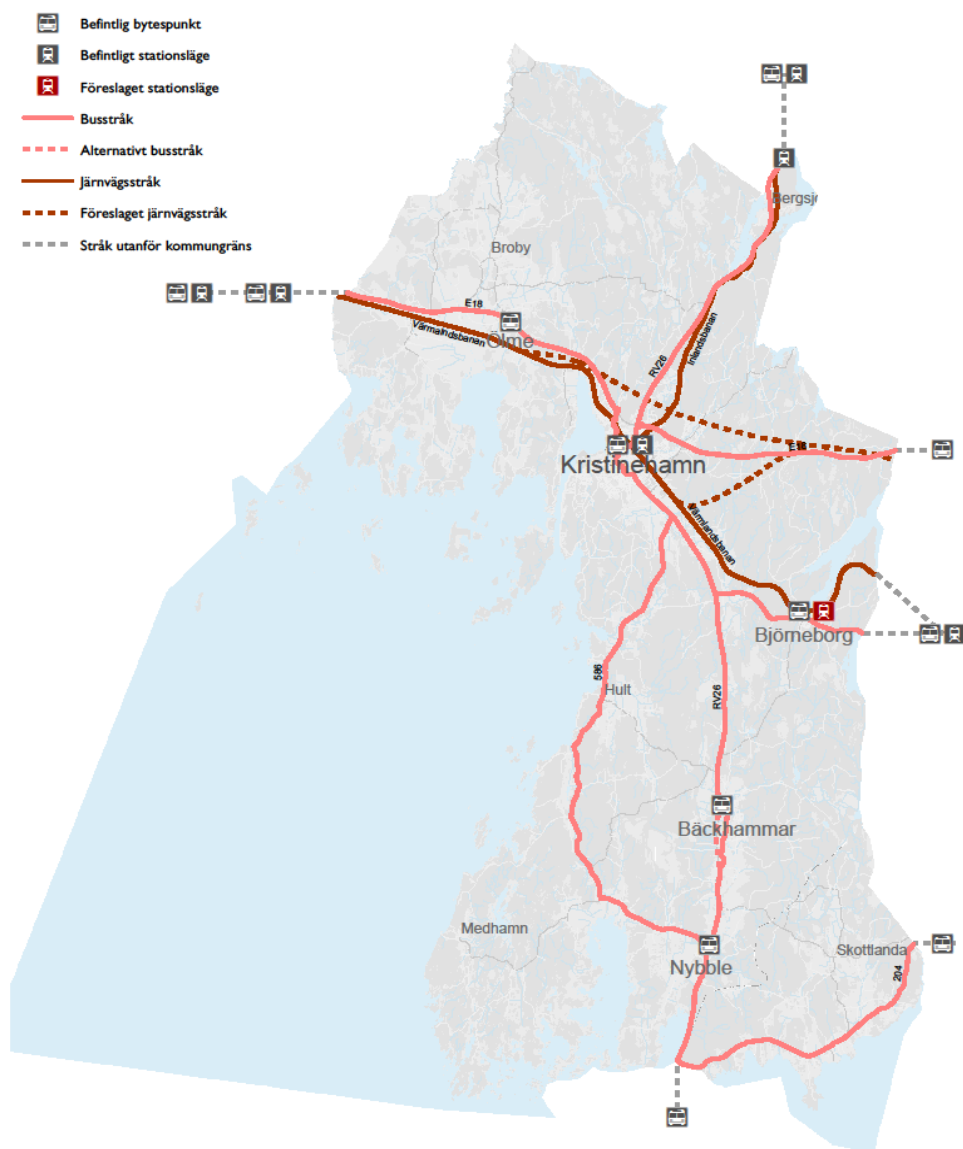 Befintlig bytespunkt
Befintligt stationsläge
Föreslaget stationsläge
Busstråk
Alternativt busstråk
Järnvägsstråk
Föreslaget järnvägsstråk
Stråk utanför kommungräns
Bergsj
Broby
E18
Värmlandsbanan
Ölme
RV26
Inlandsbanan
E18
Kristinehamn
Värmlandsbanan
Björneborg
586
Hult
RV26
Bäckhammar
Medhamn
Skottlanda
Nybble
204